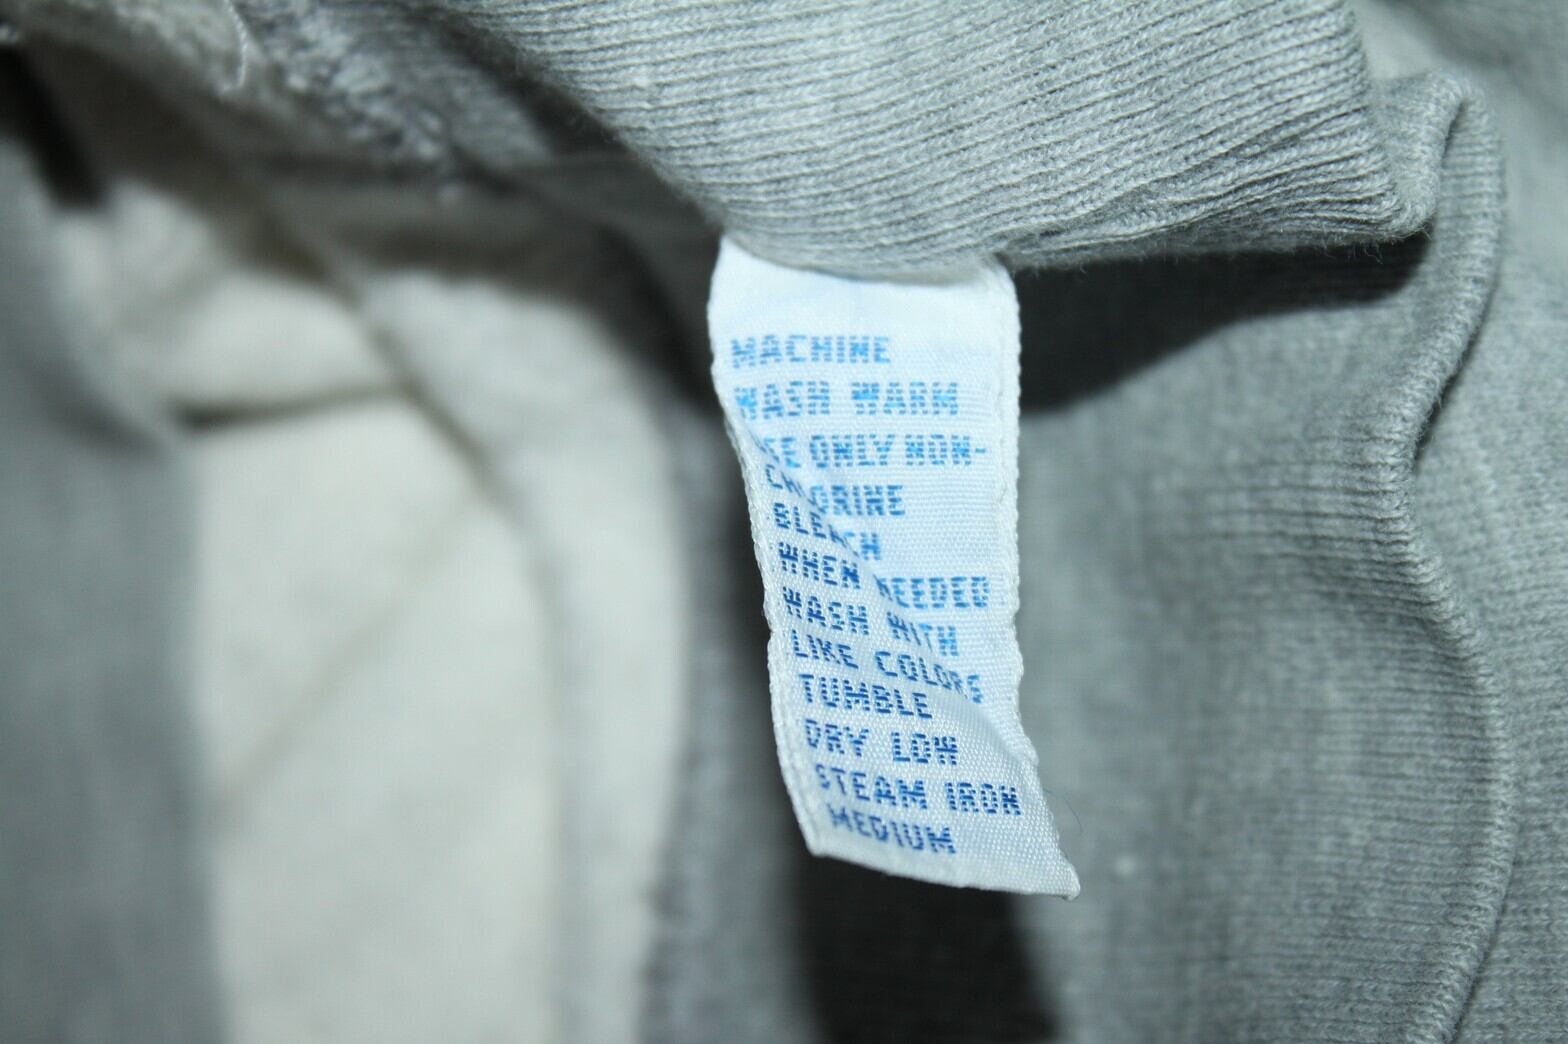 MACHINE
WASH WARM
USE ONLY NON-
CHLORINE
BLEACH
WHEN NEEDED
WASH WITH
LIKE COLORS
TUMBLE
DRY LOW
STEAM IRON
MEDIUM